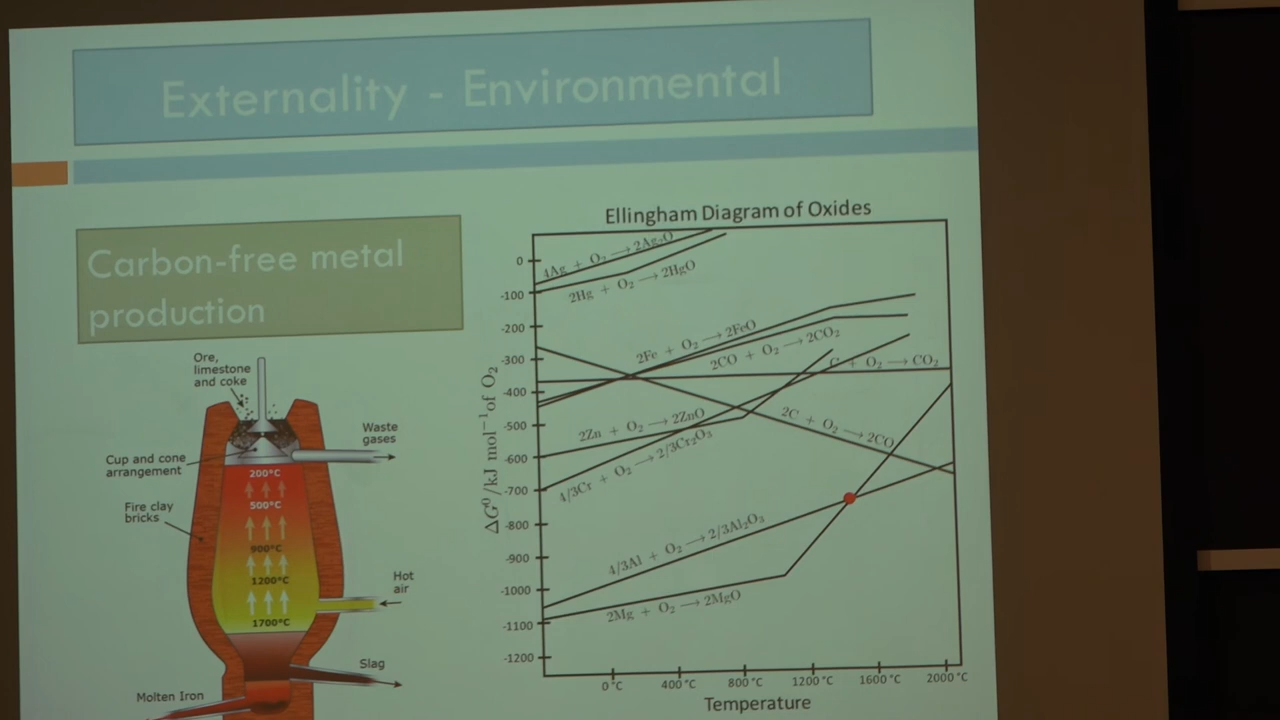 Externality - Environmental
Carbon-free metal
production
Ore,
limestone
and coke
Waste
gases
Cup and cone
arrangement
200°C
Fire clay
bricks
500°C
900°C
1200°C
Hot
air
1700°C
Slag
Molten Iron
Ellingham Diagram of Oxides
ΔG⁰/kJ mol⁻¹ of O₂
0
-100
-200
-300
-400
-500
-600
-700
-800
-900
-1000
-1100
-1200
4Ag + O₂ → 2Ag₂O
2Hg + O₂ → 2HgO
2Fe + O₂ → 2FeO
2CO + O₂ → 2CO₂
C + O₂ → CO₂
2Zn + O₂ → 2ZnO
2C + O₂ → 2CO
4/3Cr + O₂ → 2/3Cr₂O₃
4/3Al + O₂ → 2/3Al₂O₃
2Mg + O₂ → 2MgO
0°C 400°C 800°C 1200°C 1600°C 2000°C
Temperature